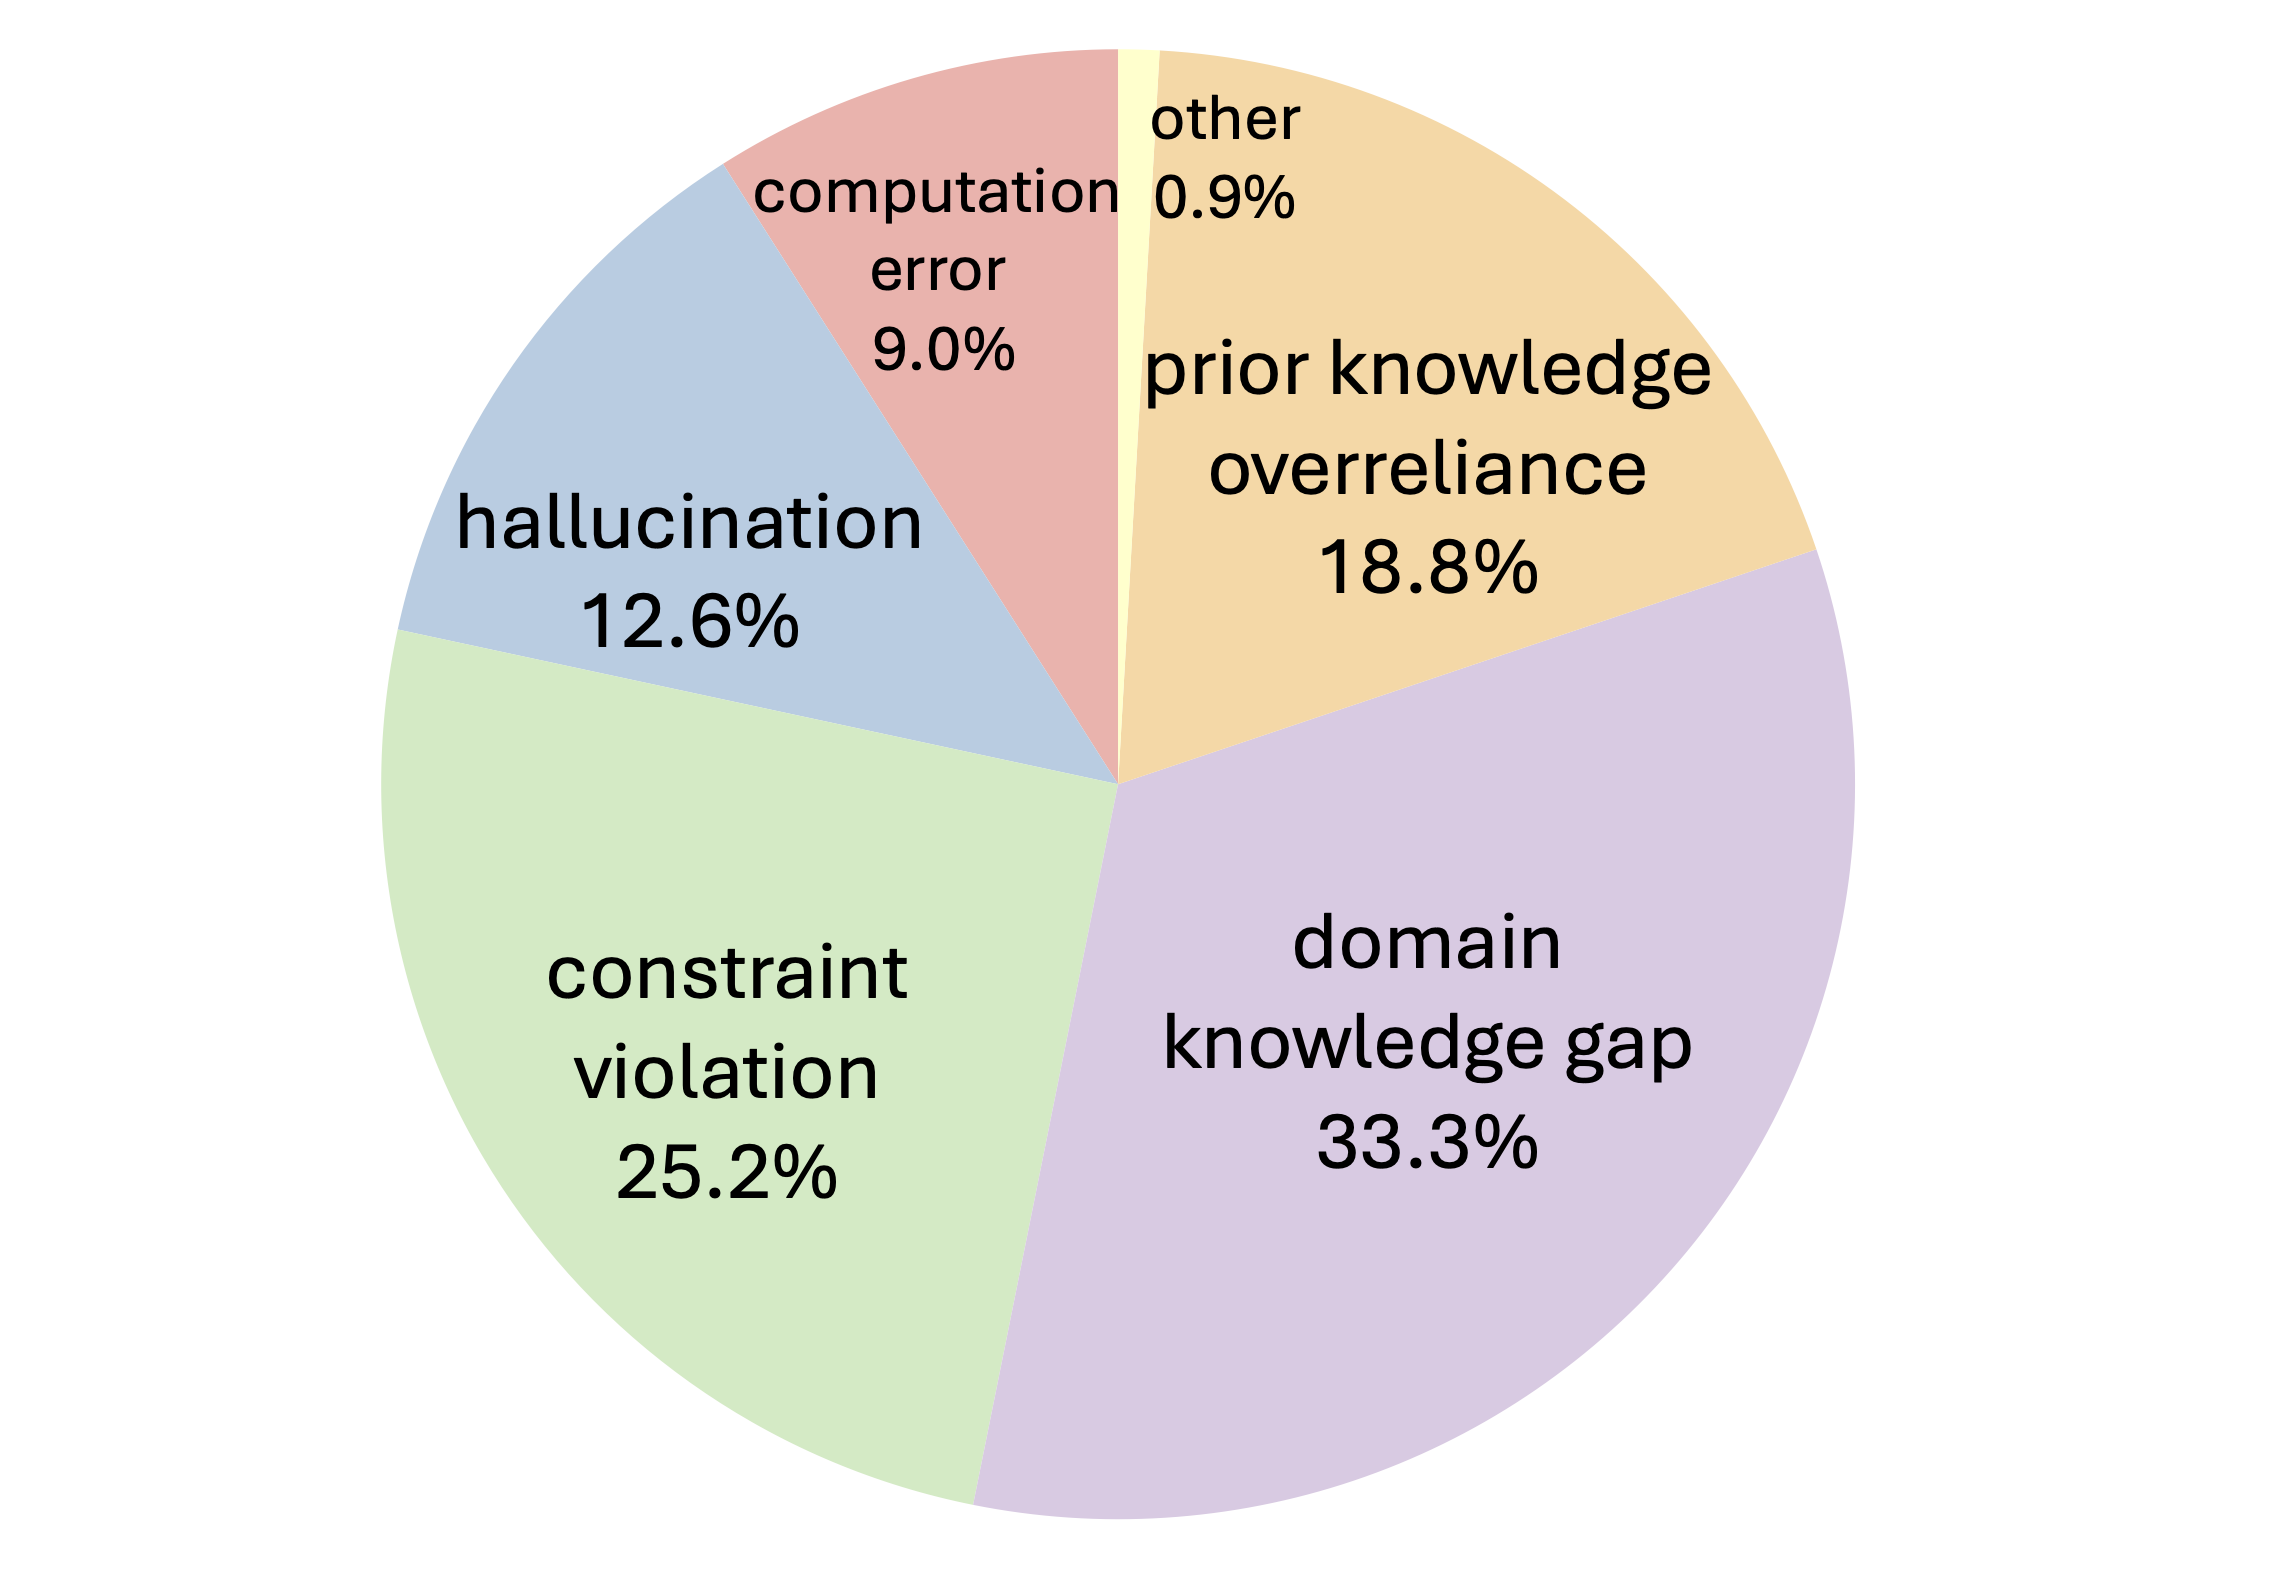 other
0.9%
prior knowledge
overreliance
18.8%
domain
knowledge gap
33.3%
constraint
violation
25.2%
hallucination
12.6%
computation
error
9.0%